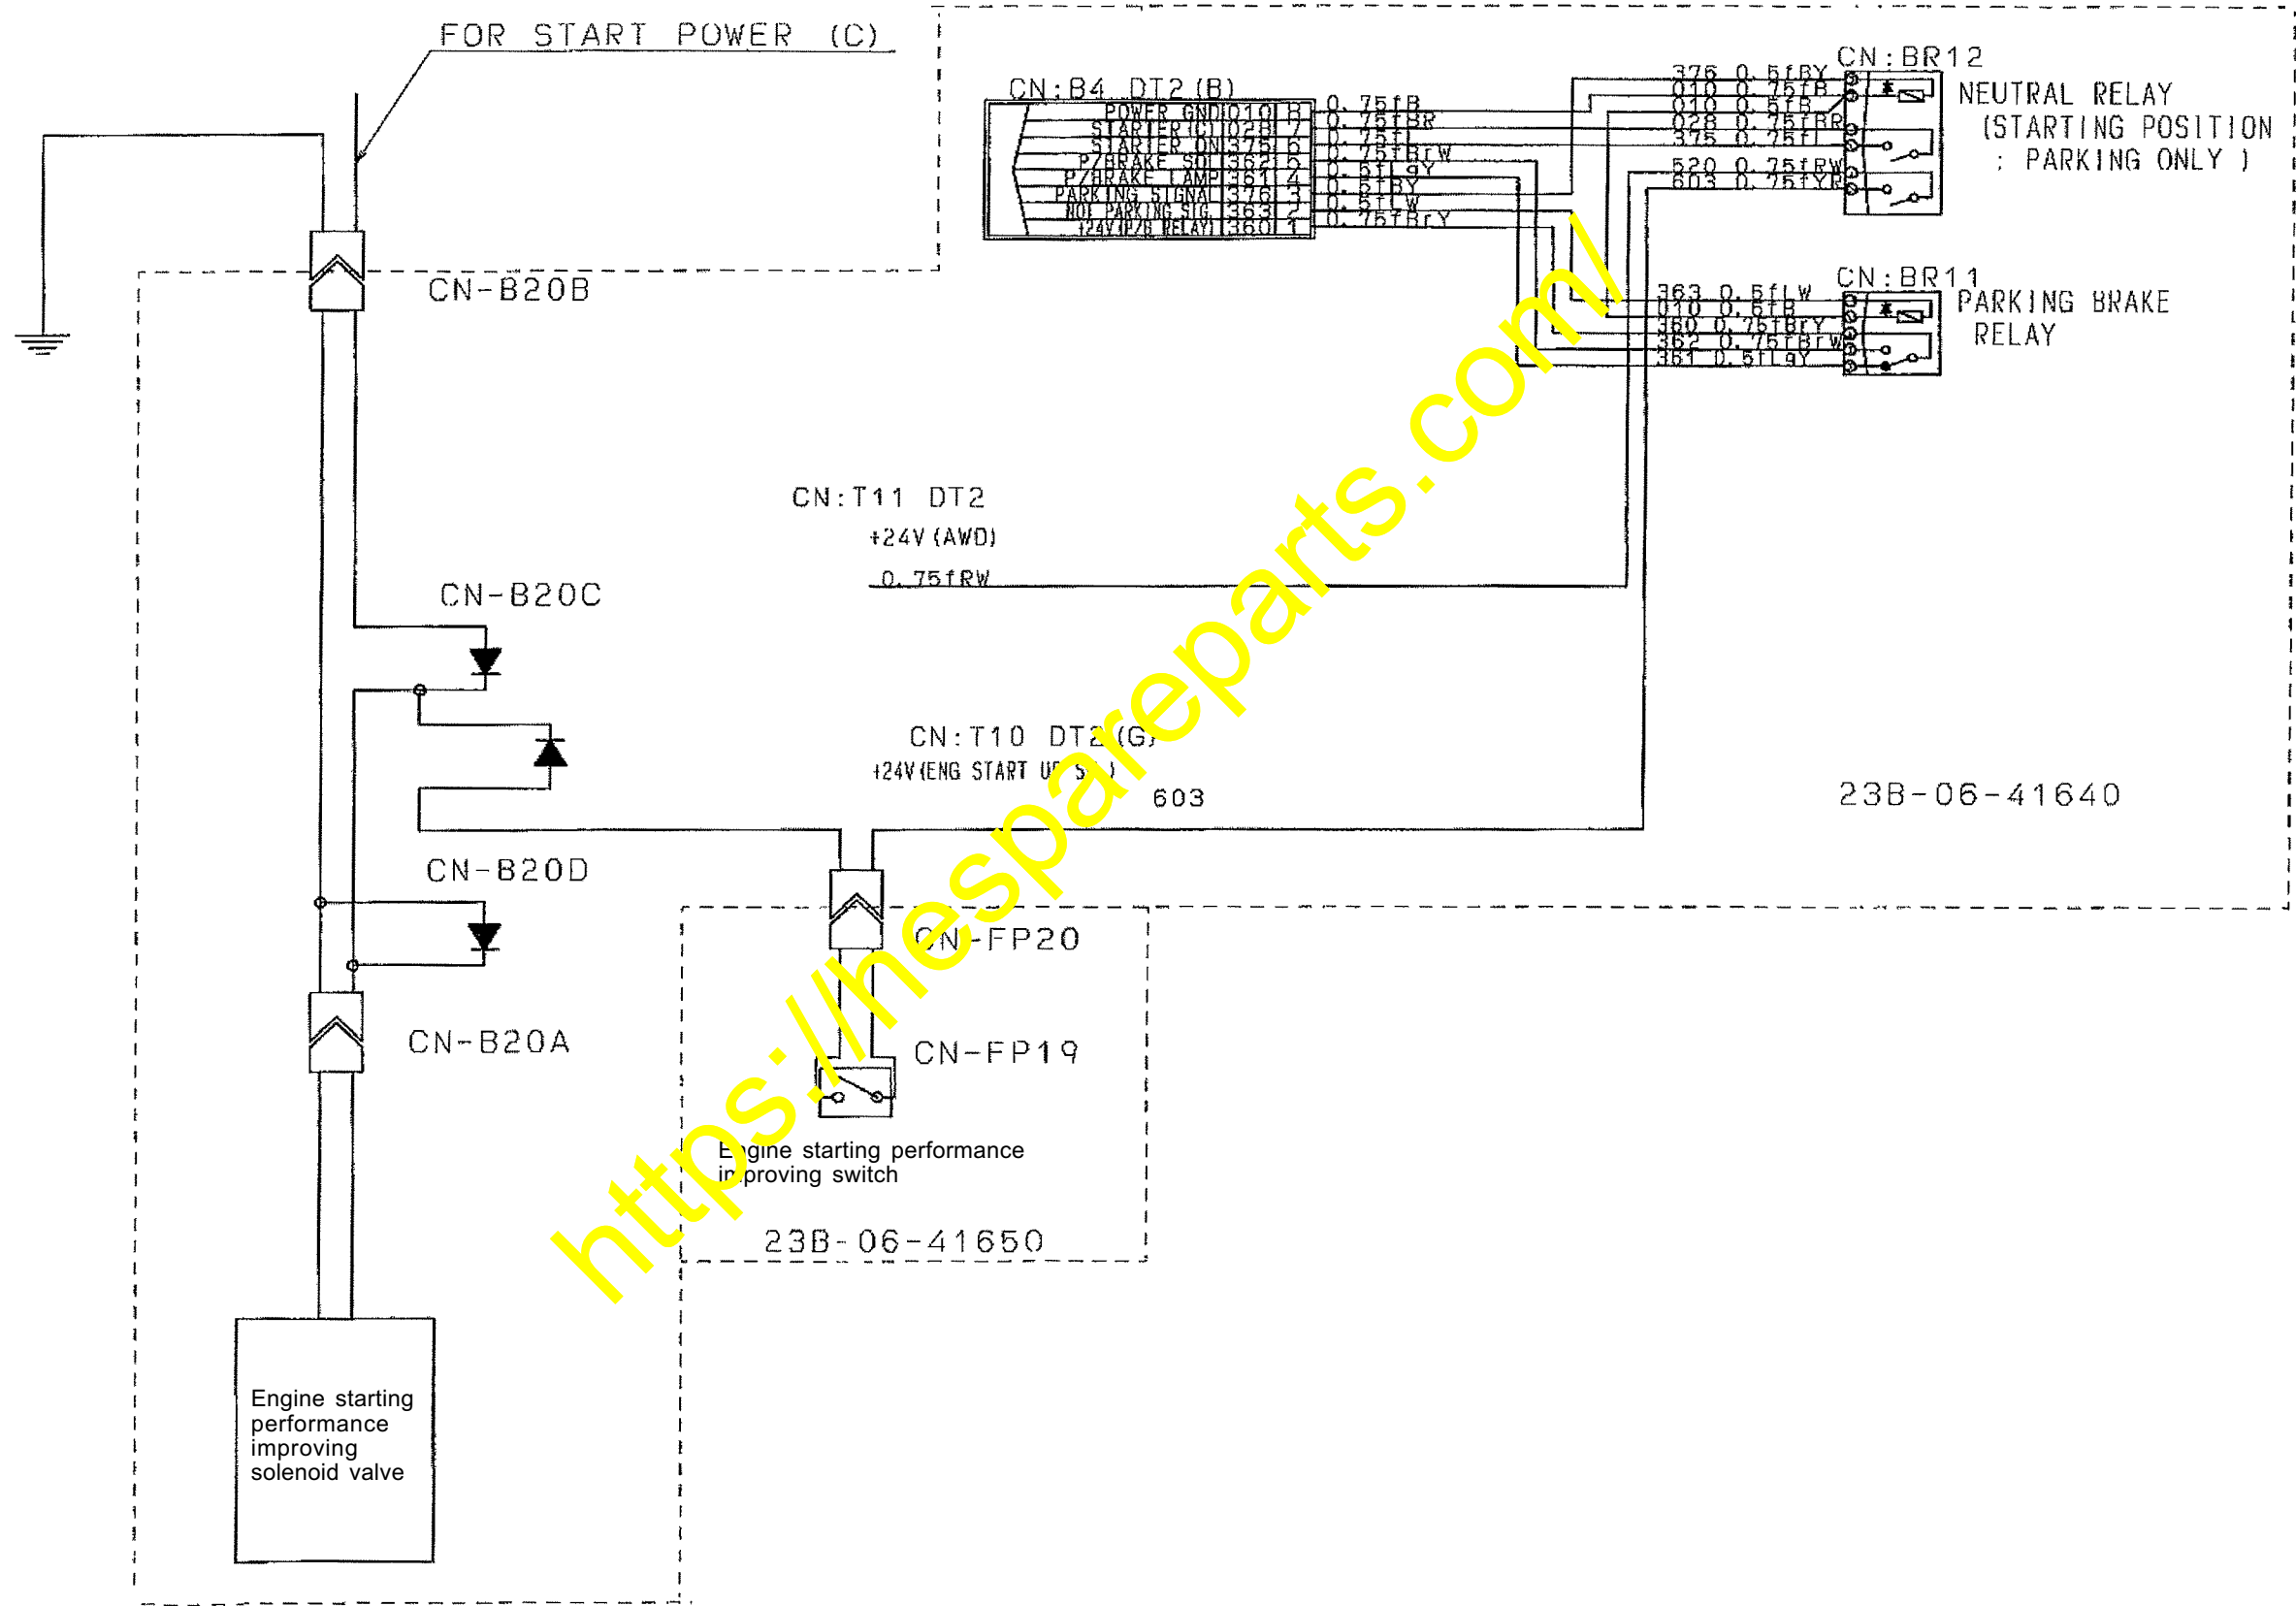 FOR START POWER (C)
CN:B4 DT2(B)
POWER GND 010 8 0.75fB
STARTER(C) 028 7 0.75fBR
STARTER ON 375 6 0.75fL
P/BRAKE SOL 362 5 0.75fBrW
P/BRAKE LAMP 361 4 0.5fLgY
PARKING SIGNAL 376 3 0.5fBY
NOT PARKING SIG. 363 2 0.5fLW
+24V(P/B RELAY) 360 1 0.75fBrY
CN:BR12
376 0.5fBY
010 0.75fB
010 0.5fB
028 0.75fBR
375 0.75fL
520 0.75fRW
603 0.75fYR
NEUTRAL RELAY
(STARTING POSITION
; PARKING ONLY )
CN:BR11
363 0.5fLW
010 0.5fB
360 0.75fBrY
362 0.75fBrW
361 0.5fLgY
PARKING BRAKE
RELAY
CN-B20B
CN:T11 DT2
+24V(AWD)
0.75fRW
CN-B20C
CN:T10 DT2(G)
+24V(ENG START UP )
603
23B-06-41640
CN-B20D
CN-FP20
CN-B20A
CN-FP19
Engine starting performance
improving switch
23B-06-41650
Engine starting
performance
improving
solenoid valve
https://hespareparts.com/